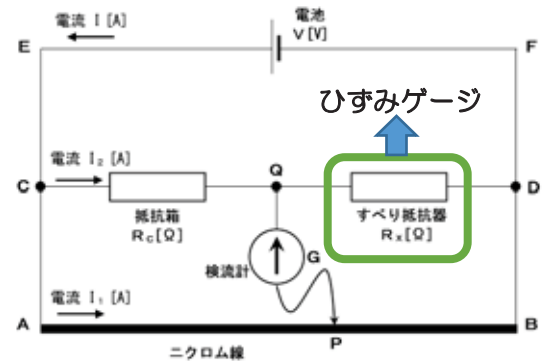 電流 I [A]
電池
V[V]
E
F
ひずみゲージ
電流 I₂ [A]
Q
C
D
抵抗箱
Rc[Ω]
すべり抵抗器
Rx[Ω]
G
検流計
電流 I₁ [A]
A
B
P
ニクロム線